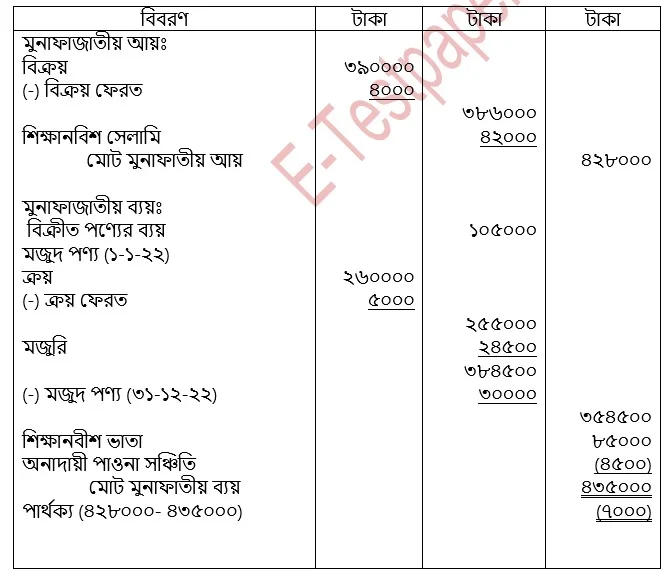 বিবরণ টাকা টাকা টাকা
মুনাফাজাতীয় আয়ঃ
বিক্রয় ৩৯০০০০
(-) বিক্রয় ফেরত ৪০০০
৩৮৬০০০
শিক্ষানবিশ সেলামি ৪২০০০
মোট মুনাফাতীয় আয় ৪২৮০০০
মুনাফাজাতীয় ব্যয়ঃ
বিক্রীত পণ্যের ব্যয় ১০৫০০০
মজুদ পণ্য (১-১-২২)
ক্রয় ২৬০০০০
(-) ক্রয় ফেরত ৫০০০
২৫৫০০০
মজুরি ২৪৫০০
৩৮৪৫০০
(-) মজুদ পণ্য (৩১-১২-২২) ৩০০০০
৩৫৪৫০০
শিক্ষানবীশ ভাতা ৮৫০০০
অনাদায়ী পাওনা সঞ্চিতি (৪৫০০)
মোট মুনাফাতীয় ব্যয় ৪৩৫০০০
পার্থক্য (৪২৮০০০- ৪৩৫০০০) (৭০০০)
E-Testpape